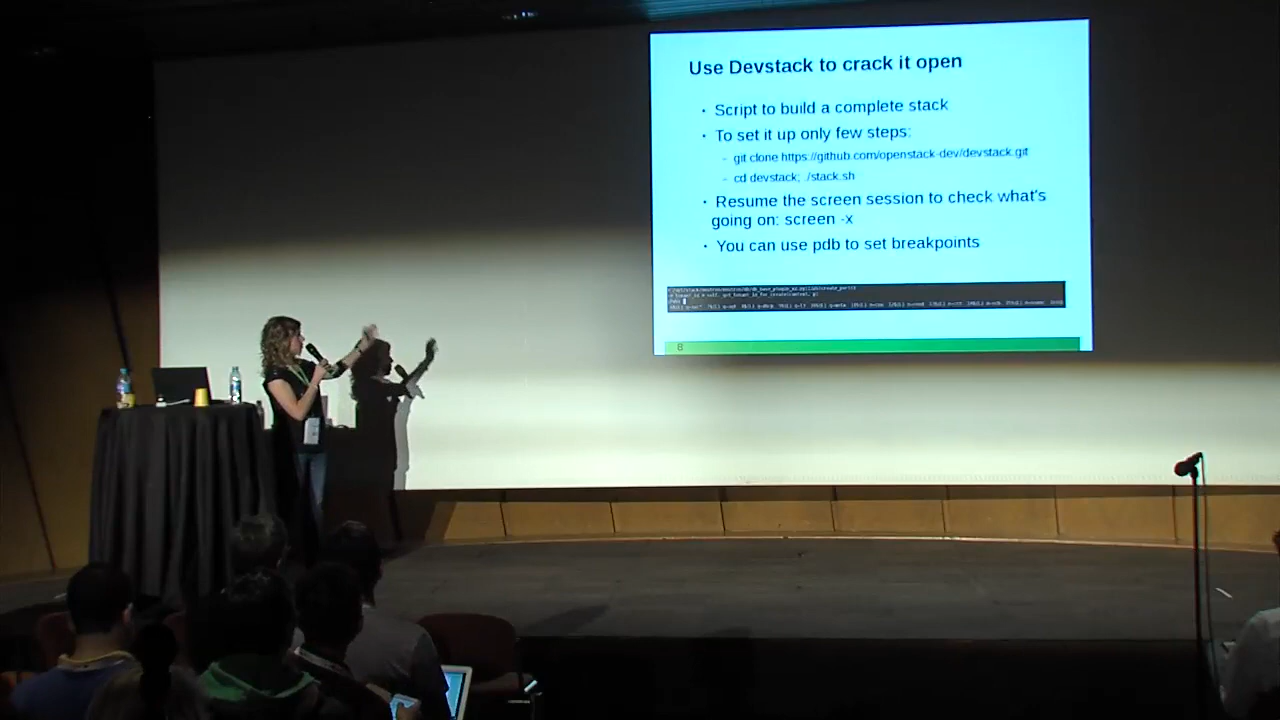 Use Devstack to crack it open
· Script to build a complete stack
· To set it up only few steps:
- git clone https://github.com/openstack-dev/devstack.git
- cd devstack; ./stack.sh
· Resume the screen session to check what's
going on: screen -x
· You can use pdb to set breakpoints
8